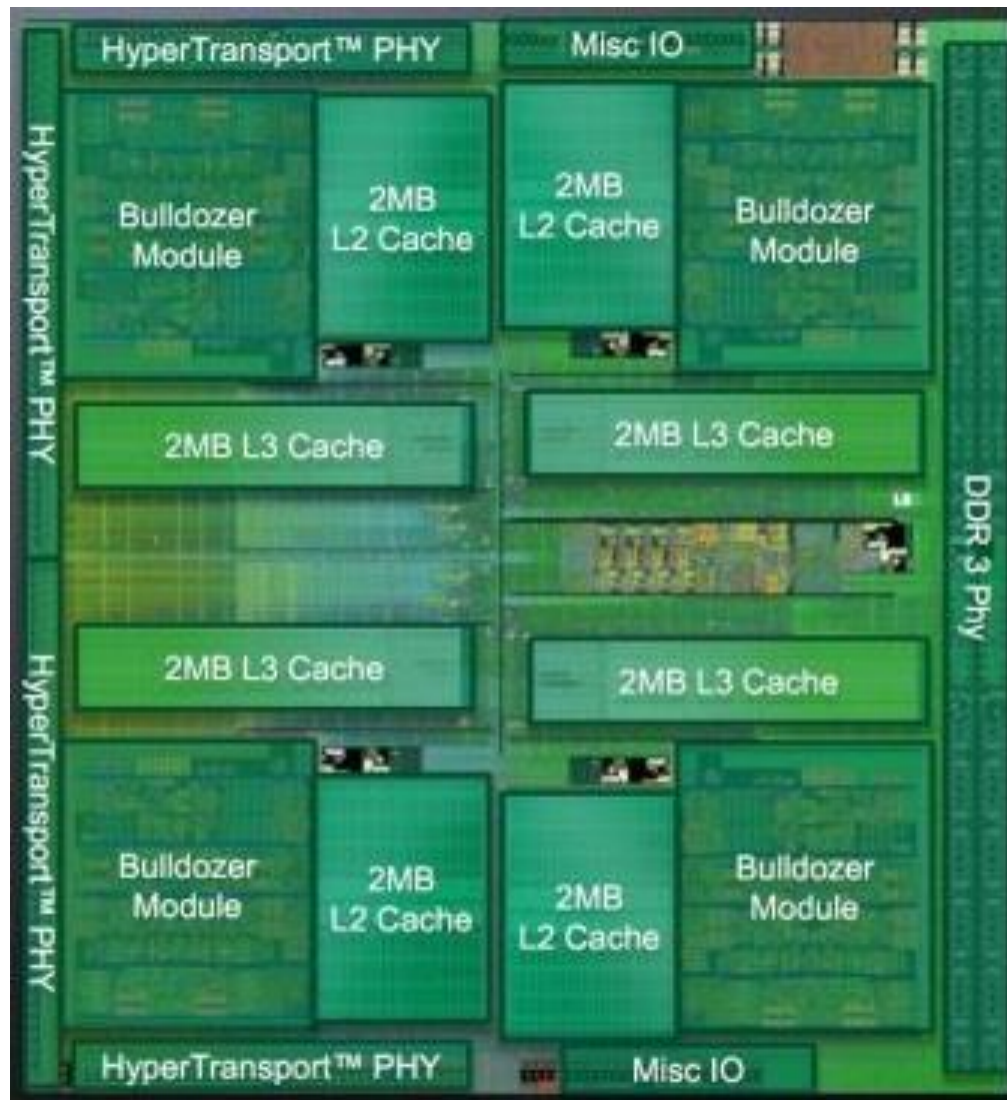 HyperTransport™ PHY
Misc IO
HyperTransport™ PHY
Bulldozer
Module
2MB
L2 Cache
2MB
L2 Cache
Bulldozer
Module
2MB L3 Cache
2MB L3 Cache
DDR 3 Phy
2MB L3 Cache
2MB L3 Cache
HyperTransport™ PHY
Bulldozer
Module
2MB
L2 Cache
2MB
L2 Cache
Bulldozer
Module
HyperTransport™ PHY
Misc IO